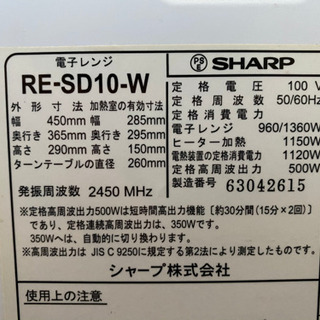 電子レンジ
RE-SD10-W
外形寸法 加熱室の有効寸法
幅 450mm 幅 285mm
奥行き 365mm 奥行き 295mm
高さ 290mm 高さ 150mm
ターンテーブルの直径 260mm
発振周波数 2450 MHz
PS E SHARP
定格電圧 100 V
定格周波数 50/60Hz
定格消費電力
電子レンジ 960/1360W
ヒーター加熱 1150W
電熱装置の定格消費電力 1120W
定格高周波出力 500W
製造番号 63042615
※定格高周波出力500Wは短時間高出力機能［約30分間(15分×2回)］
であり、定格連続高周波出力は、350Wです。
350Wへは、自動的に切り換わります。
※高周波出力は JIS C 9250に規定する第2法により測定したものです。
シャープ株式会社
使用上の注意